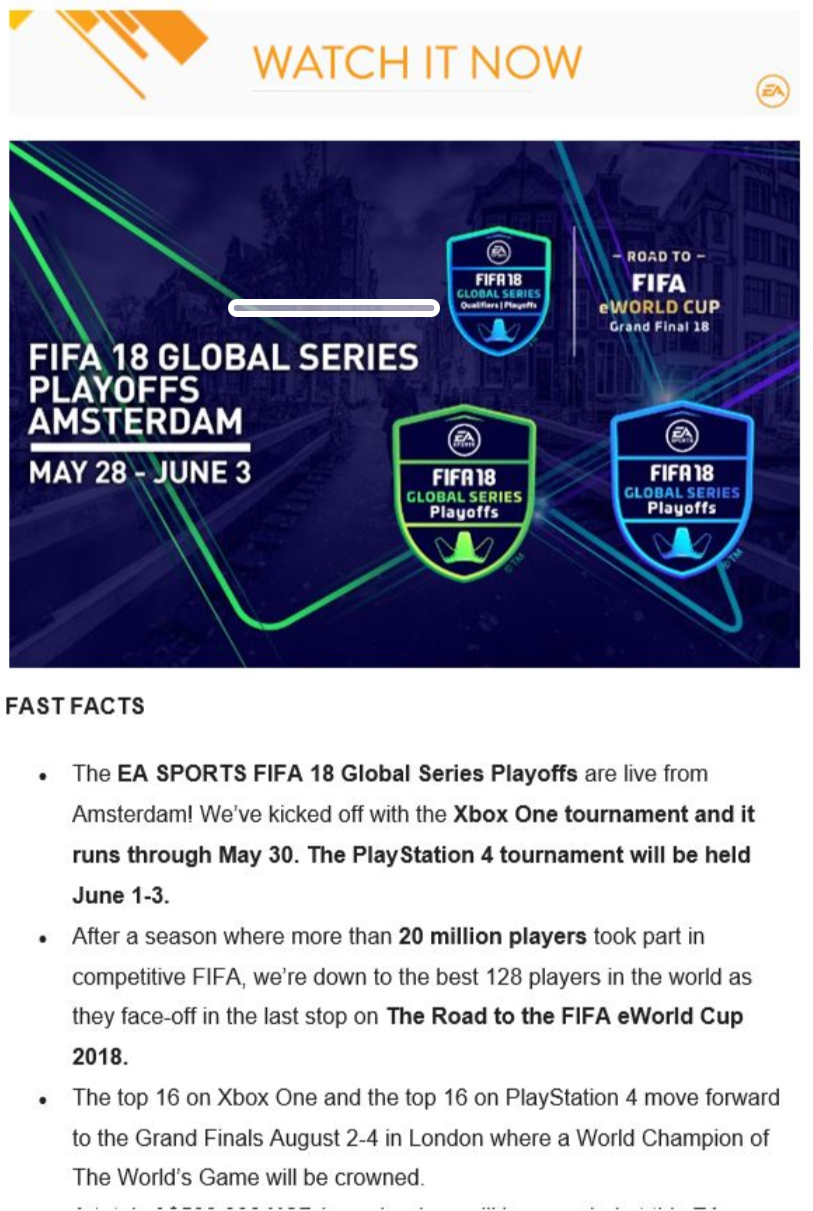 WATCH IT NOW
EA
EA
FIFA 18
GLOBAL SERIES
Qualifiers | Playoffs
– ROAD TO –
FIFA
eWORLD CUP
Grand Final 18
FIFA 18 GLOBAL SERIES
PLAYOFFS
AMSTERDAM
MAY 28 - JUNE 3
EA
SPORTS
FIFA 18
GLOBAL SERIES
Playoffs
©TM
EA
SPORTS
FIFA 18
GLOBAL SERIES
Playoffs
©TM
FAST FACTS
• The EA SPORTS FIFA 18 Global Series Playoffs are live from
Amsterdam! We’ve kicked off with the Xbox One tournament and it
runs through May 30. The PlayStation 4 tournament will be held
June 1-3.
• After a season where more than 20 million players took part in
competitive FIFA, we’re down to the best 128 players in the world as
they face-off in the last stop on The Road to the FIFA eWorld Cup
2018.
• The top 16 on Xbox One and the top 16 on PlayStation 4 move forward
to the Grand Finals August 2-4 in London where a World Champion of
The World’s Game will be crowned.